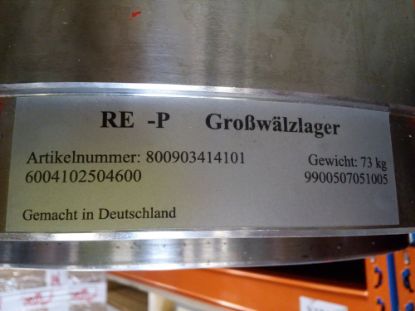 RE -P Großwälzlager
Artikelnummer: 800903414101 Gewicht: 73 kg
6004102504600 9900507051005
Gemacht in Deutschland